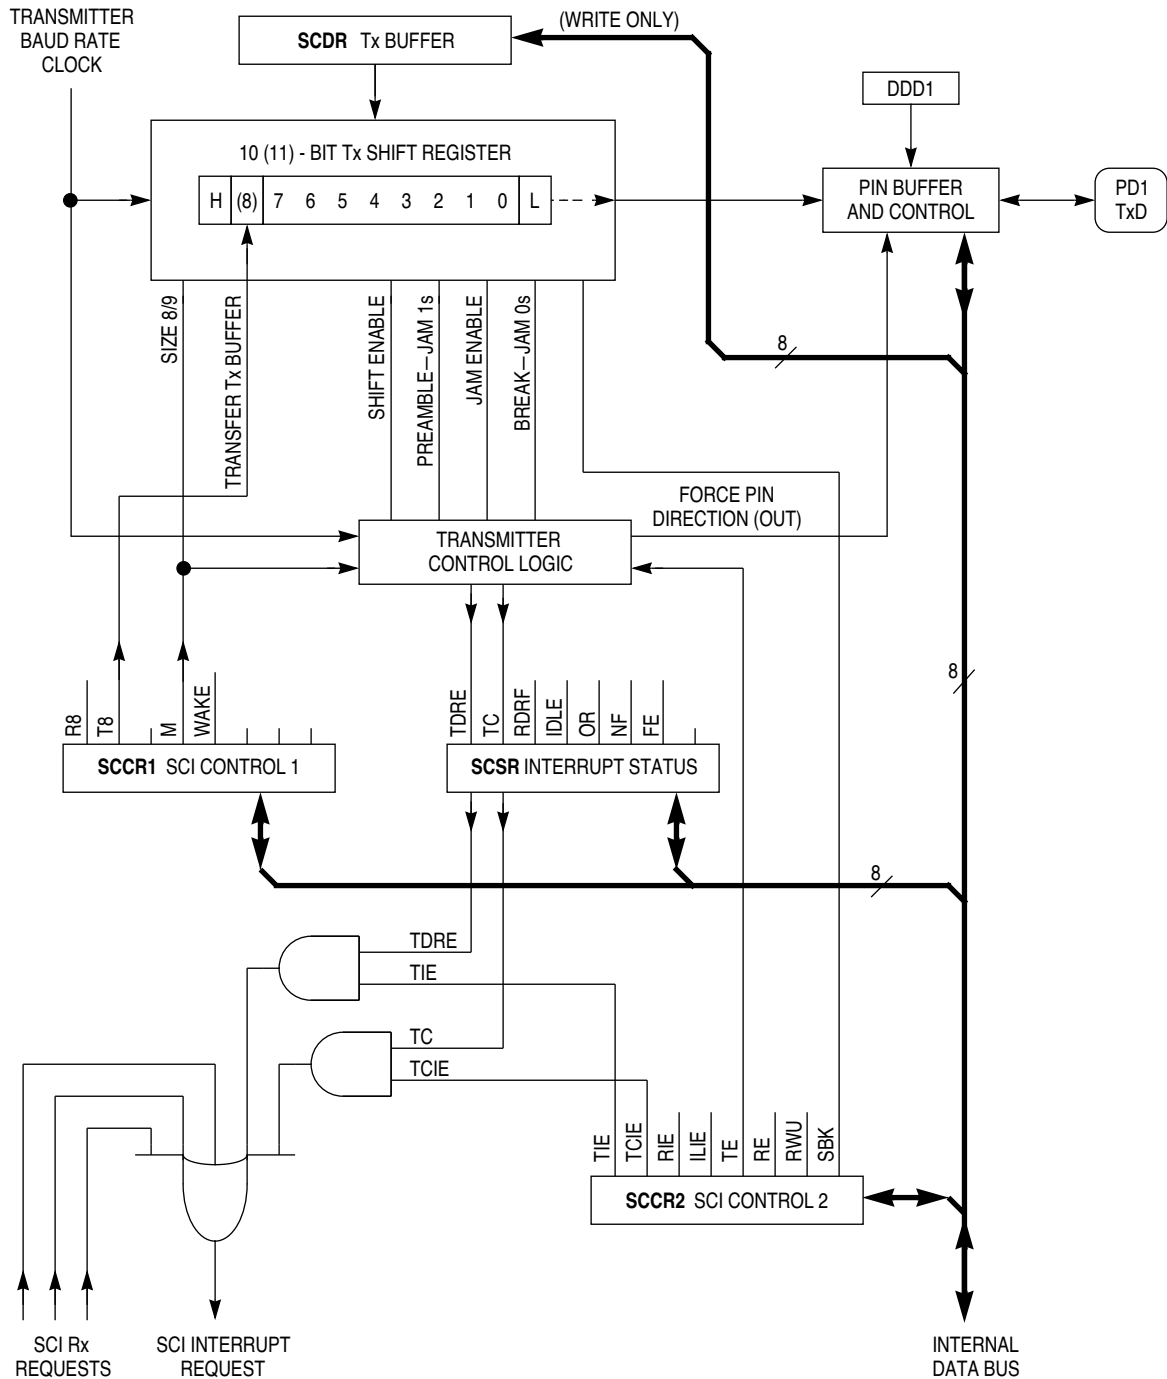 TRANSMITTER
BAUD RATE
CLOCK
SCDR Tx BUFFER
(WRITE ONLY)
DDD1
10 (11) - BIT Tx SHIFT REGISTER
H (8) 7 6 5 4 3 2 1 0 L
PIN BUFFER
AND CONTROL
PD1
TxD
SIZE 8/9
TRANSFER Tx BUFFER
SHIFT ENABLE
PREAMBLE—JAM 1s
JAM ENABLE
BREAK—JAM 0s
8
FORCE PIN
DIRECTION (OUT)
TRANSMITTER
CONTROL LOGIC
8
R8
T8
M
WAKE
TDRE
TC
RDRF
IDLE
OR
NF
FE
SCCR1 SCI CONTROL 1
SCSR INTERRUPT STATUS
8
TDRE
TIE
TC
TCIE
TIE
TCIE
RIE
ILIE
TE
RE
RWU
SBK
SCCR2 SCI CONTROL 2
SCI Rx
REQUESTS
SCI INTERRUPT
REQUEST
INTERNAL
DATA BUS